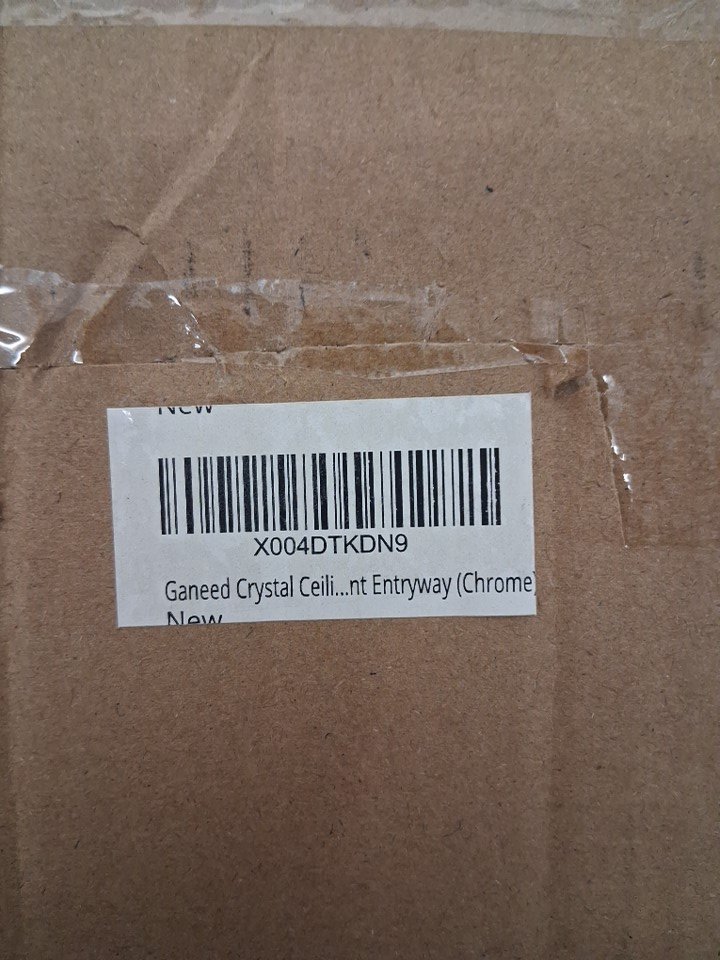 New
X004DTKDN9
Ganeed Crystal Ceili...nt Entryway (Chrome)
New